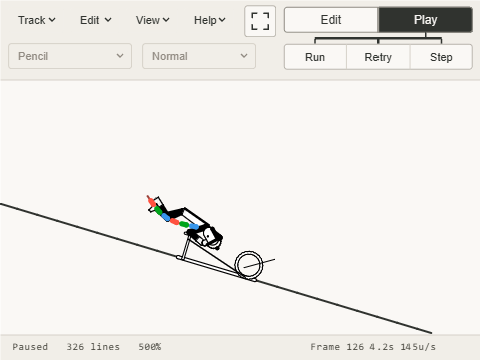 Track Edit View Help Edit Play
Pencil Normal Run Retry Step
Paused 326 lines 500% Frame 126 4.2s 145u/s